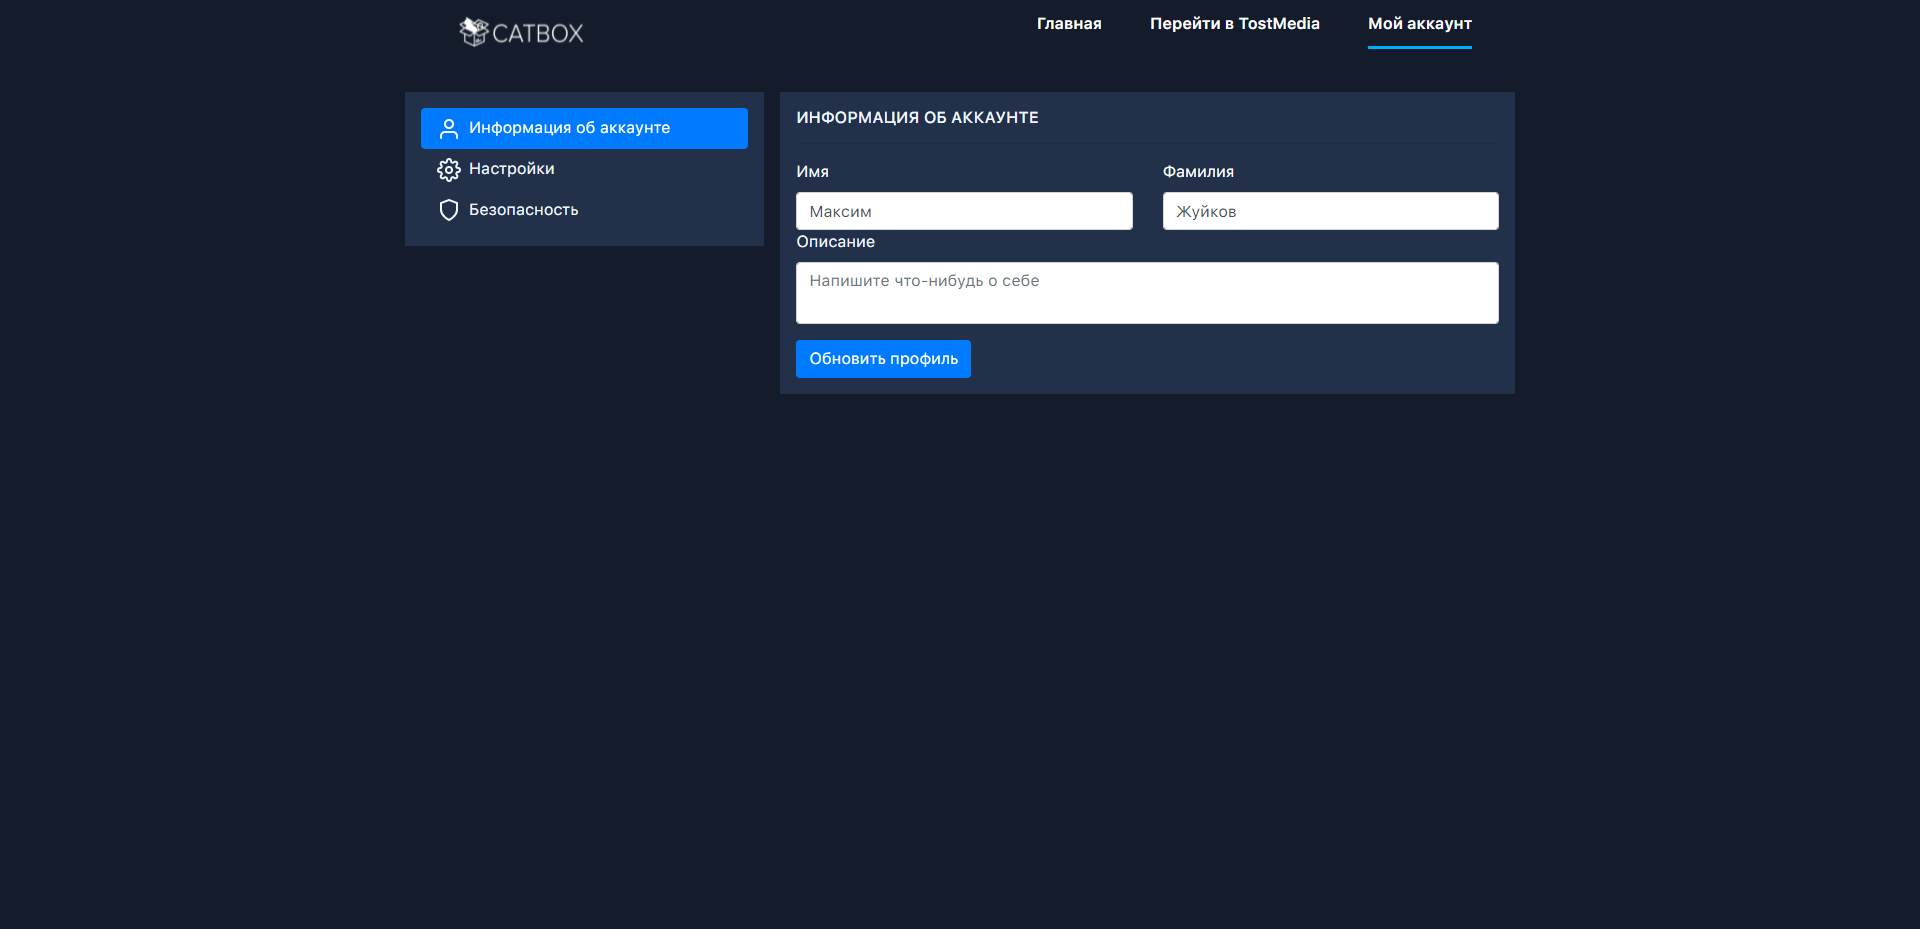 CATBOX
Главная
Перейти в TostMedia
Мой аккаунт
Информация об аккаунте
Настройки
Безопасность
ИНФОРМАЦИЯ ОБ АККАУНТЕ
Имя
Фамилия
Максим
Жуйков
Описание
Напишите что-нибудь о себе
Обновить профиль